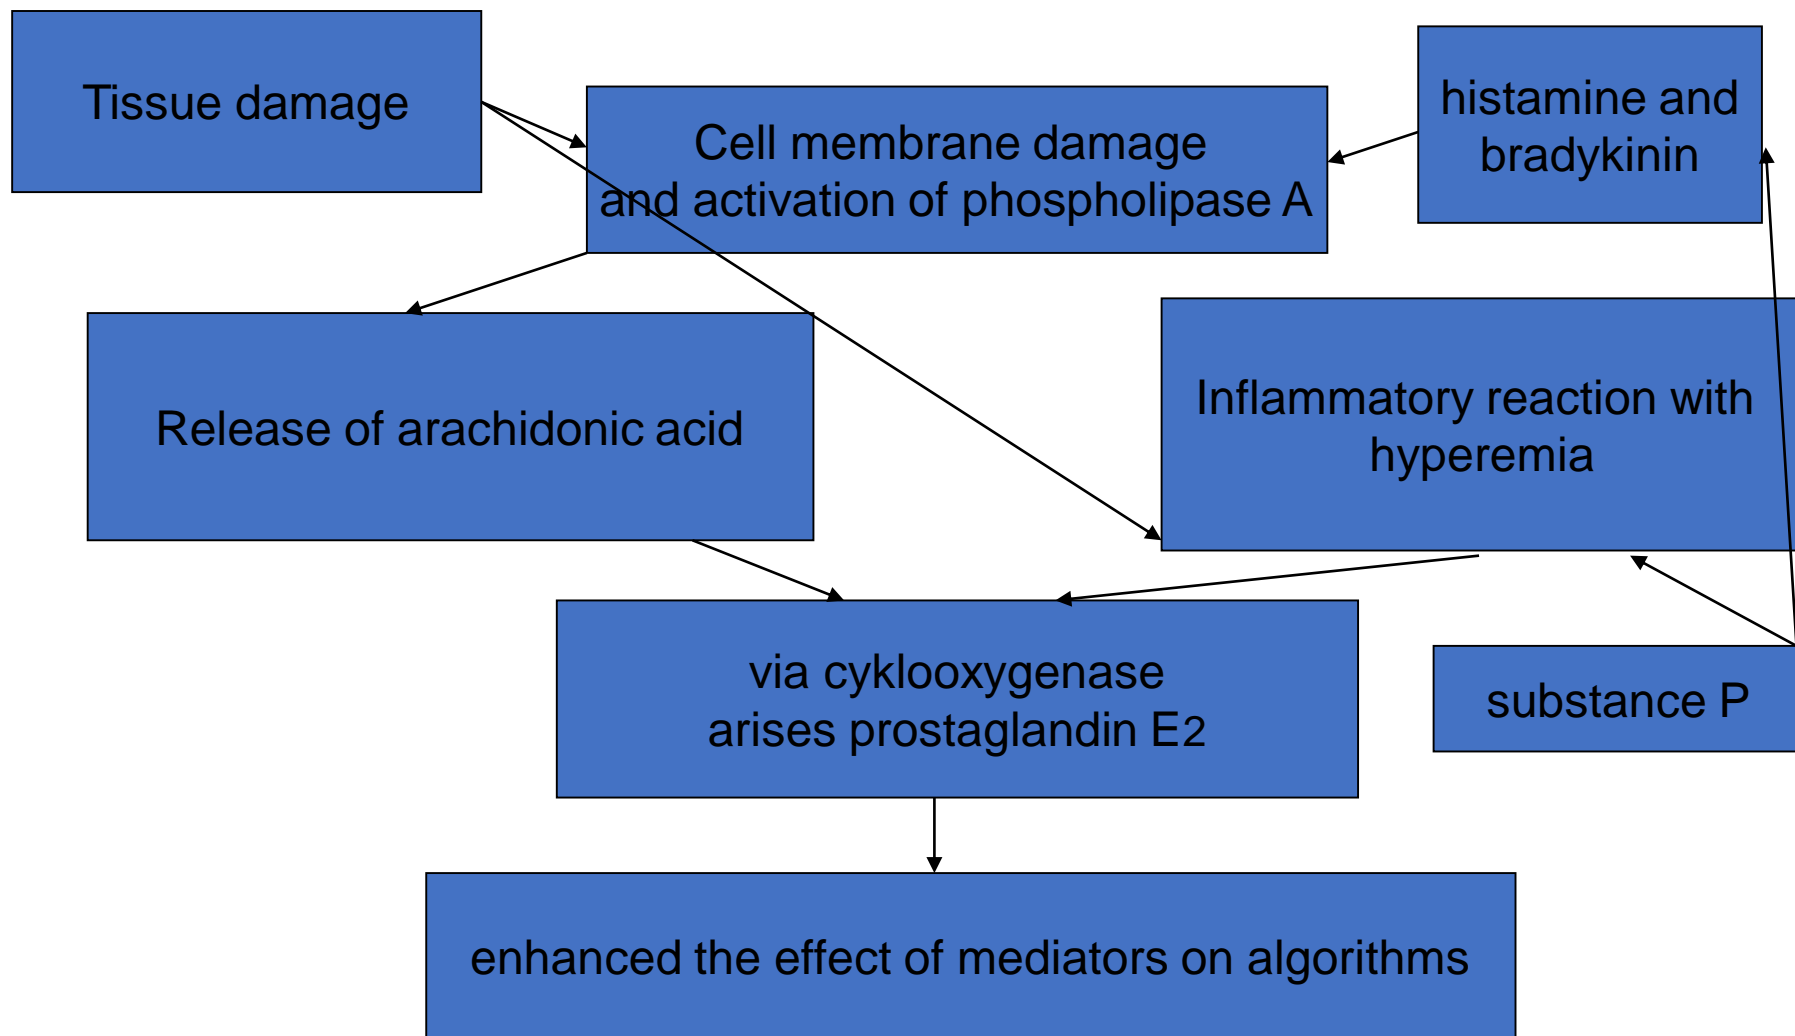 Tissue damage
Cell membrane damage
and activation of phospholipase A
histamine and
bradykinin
Release of arachidonic acid
Inflammatory reaction with
hyperemia
via cyklooxygenase
arises prostaglandin E2
substance P
enhanced the effect of mediators on algorithms